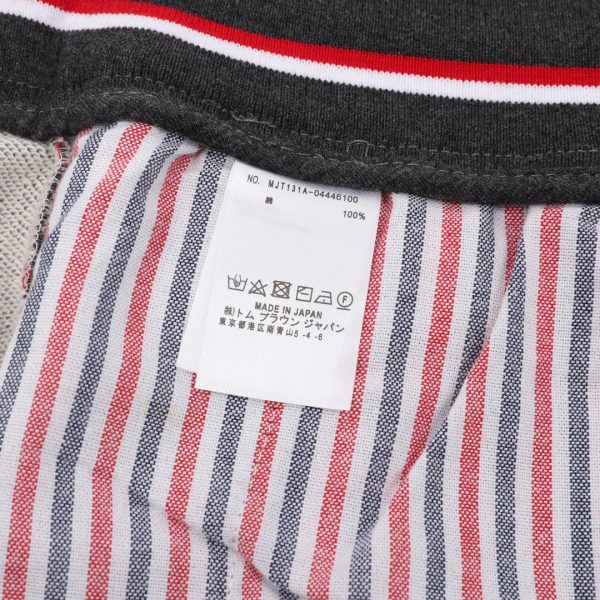 NO. MJT131A-04446100
綿 100%
F
MADE IN JAPAN
㈱トム ブラウン ジャパン
東京都港区南青山5-4-6